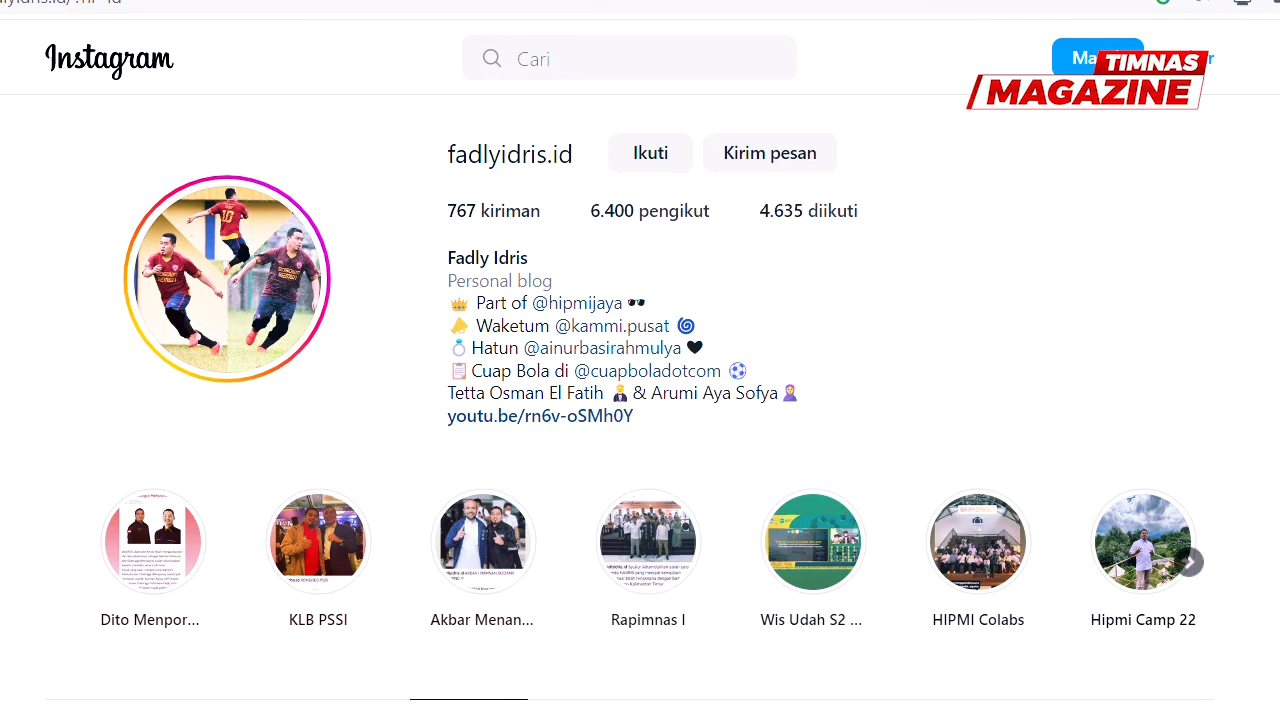 Instagram
Cari
TIMNAS
MAGAZINE
fadlyidris.id
Ikuti
Kirim pesan
767 kiriman
6.400 pengikut
4.635 diikuti
Fadly Idris
Personal blog
👑 Part of @hipmijaya 🕶️
📣 Waketum @kammi.pusat 🌀
💍 Hatun @ainurbasirahmulya 🖤
📋 Cuap Bola di @cuapboladotcom ⚽
Tetta Osman El Fatih 🤵 & Arumi Aya Sofya 🧕
youtu.be/rn6v-oSMh0Y
10
Dito Menpor...
KLB PSSI
Akbar Menan...
Rapimnas I
Wis Udah S2 ...
HIPMI Colabs
Hipmi Camp 22